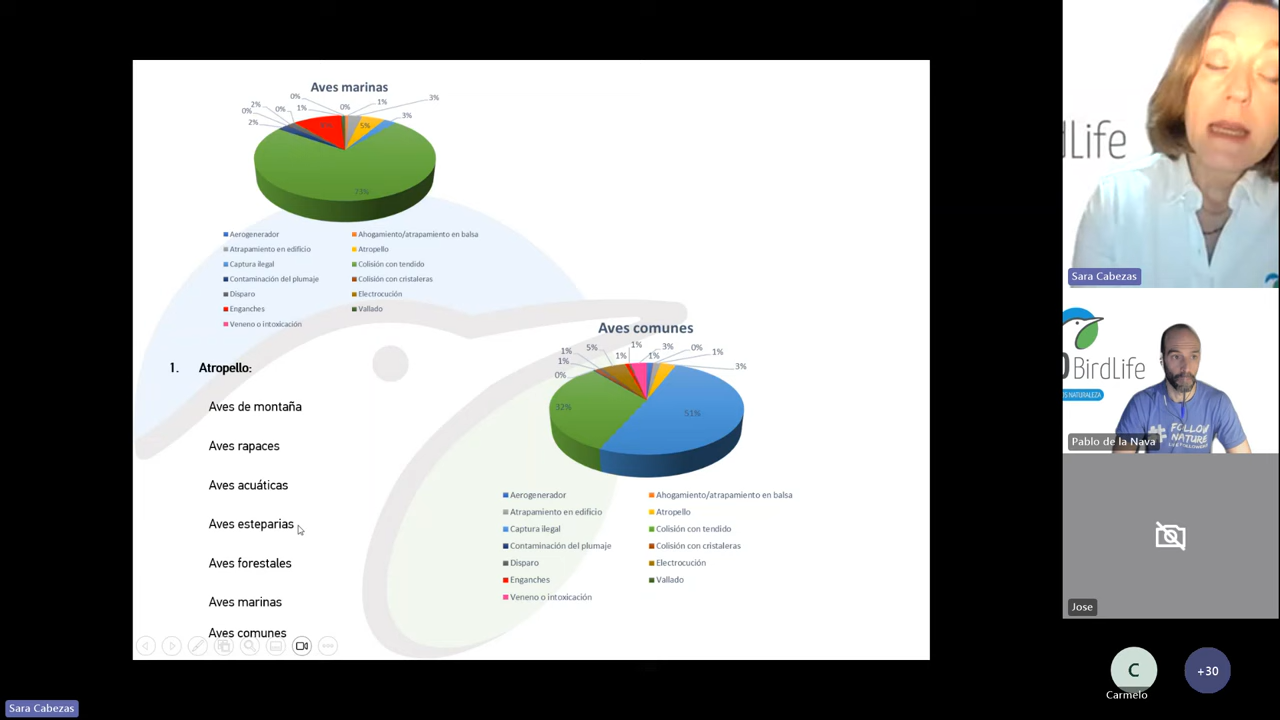 Aves marinas
0%
2%
0%
0%
1%
0%
1%
3%
2%
5%
3%
73%
Aerogenerador
Ahogamiento/atrapamiento en balsa
Atrapamiento en edificio
Atropello
Captura ilegal
Colisión con tendido
Contaminación del plumaje
Colisión con cristaleras
Disparo
Electrocución
Enganches
Vallado
Veneno o intoxicación
Aves comunes
1%
5%
1%
3%
0%
1%
1%
1%
1%
3%
0%
32%
51%
Aerogenerador
Ahogamiento/atrapamiento en balsa
Atrapamiento en edificio
Atropello
Captura ilegal
Colisión con tendido
Contaminación del plumaje
Colisión con cristaleras
Disparo
Electrocución
Enganches
Vallado
Veneno o intoxicación
1. Atropello:
Aves de montaña
Aves rapaces
Aves acuáticas
Aves esteparias
Aves forestales
Aves marinas
Aves comunes
Sara Cabezas
dLife
Sara Cabezas
BirdLife
NATURALEZA
# FOLLOW
NATURE
Pablo de la Nava
Jose
C
Carmelo
+30